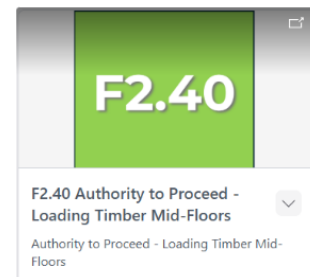 F2.40
F2.40 Authority to Proceed -
Loading Timber Mid-Floors
Authority to Proceed - Loading Timber Mid-
Floors